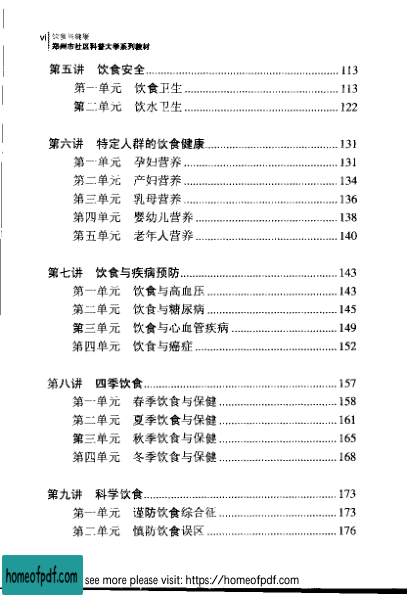 vi 饮食与健康
郑州市社区科普大学系列教材
第五讲 饮食安全 113
第一单元 饮食卫生 113
第二单元 饮水卫生 122
第六讲 特定人群的饮食健康 131
第一单元 孕妇营养 131
第二单元 产妇营养 134
第三单元 乳母营养 136
第四单元 婴幼儿营养 138
第五单元 老年人营养 140
第七讲 饮食与疾病预防 143
第一单元 饮食与高血压 143
第二单元 饮食与糖尿病 145
第三单元 饮食与心血管疾病 149
第四单元 饮食与癌症 152
第八讲 四季饮食 157
第一单元 春季饮食与保健 158
第二单元 夏季饮食与保健 161
第三单元 秋季饮食与保健 165
第四单元 冬季饮食与保健 168
第九讲 科学饮食 173
第一单元 谨防饮食综合征 173
第二单元 慎防饮食误区 176
homeofpdf.com see more please visit: https://homeofpdf.com